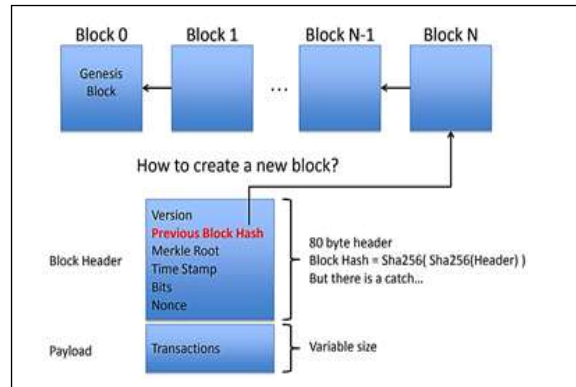 Block 0 Block 1 Block N-1 Block N
Genesis
Block
...
How to create a new block?
Version
Previous Block Hash
Merkle Root
Time Stamp
Bits
Nonce
Block Header
80 byte header
Block Hash = Sha256( Sha256(Header) )
But there is a catch...
Payload
Transactions
Variable size